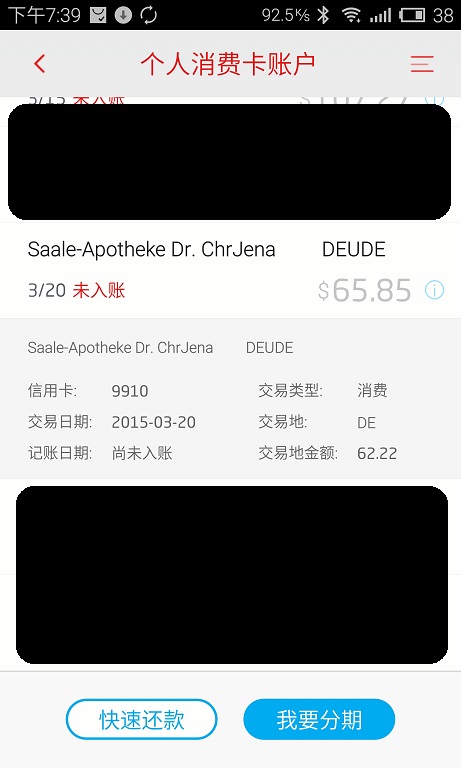 下午7:39 92.5K/s 38
个人消费卡账户
3/15 未入账
Saale-Apotheke Dr. ChrJena DEUDE
3/20 未入账 $65.85
Saale-Apotheke Dr. ChrJena DEUDE
信用卡: 9910 交易类型: 消费
交易日期: 2015-03-20 交易地: DE
记账日期: 尚未入账 交易地金额: 62.22
快速还款 我要分期